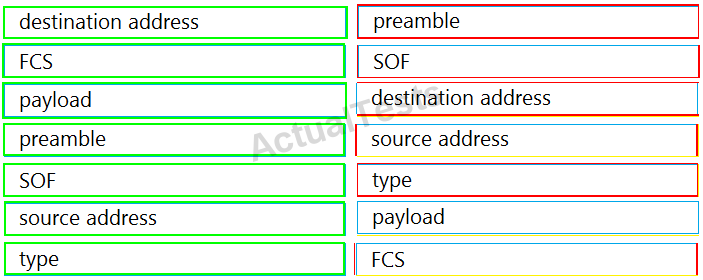 destination address
FCS
payload
preamble
SOF
source address
type
preamble
SOF
destination address
source address
type
payload
FCS
ActualTests